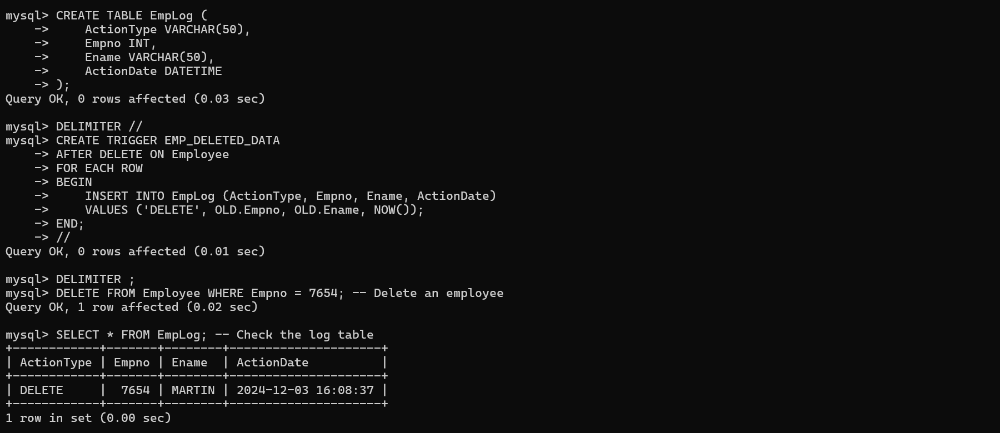 mysql> CREATE TABLE EmpLog (
    ->     ActionType VARCHAR(50),
    ->     Empno INT,
    ->     Ename VARCHAR(50),
    ->     ActionDate DATETIME
    -> );
Query OK, 0 rows affected (0.03 sec)

mysql> DELIMITER //
mysql> CREATE TRIGGER EMP_DELETED_DATA
    -> AFTER DELETE ON Employee
    -> FOR EACH ROW
    -> BEGIN
    ->     INSERT INTO EmpLog (ActionType, Empno, Ename, ActionDate)
    ->     VALUES ('DELETE', OLD.Empno, OLD.Ename, NOW());
    -> END;
    -> //
Query OK, 0 rows affected (0.01 sec)

mysql> DELIMITER ;
mysql> DELETE FROM Employee WHERE Empno = 7654; -- Delete an employee
Query OK, 1 row affected (0.02 sec)

mysql> SELECT * FROM EmpLog; -- Check the log table
+------------+-------+--------+---------------------+
| ActionType | Empno | Ename  | ActionDate          |
+------------+-------+--------+---------------------+
| DELETE     |  7654 | MARTIN | 2024-12-03 16:08:37 |
+------------+-------+--------+---------------------+
1 row in set (0.00 sec)